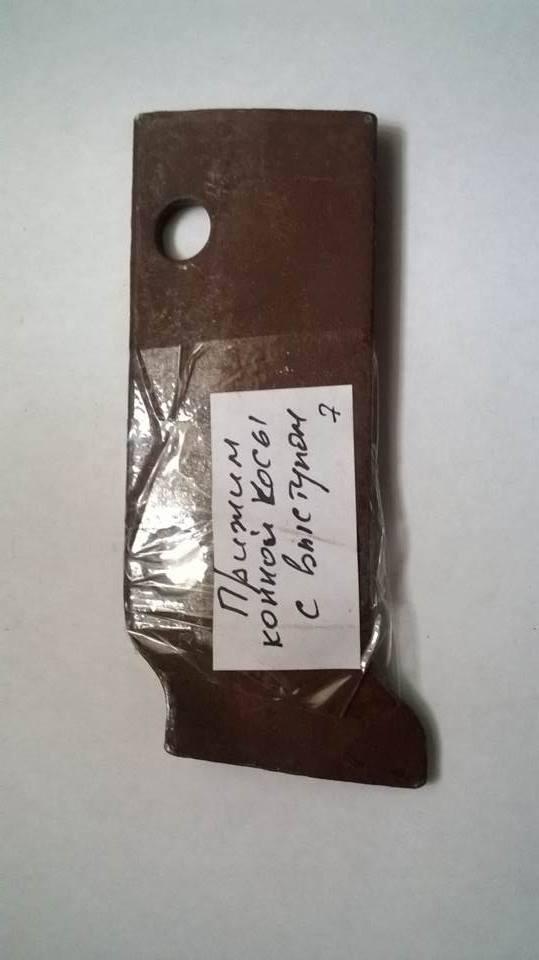 Прижим
конной косы
с выступом
7